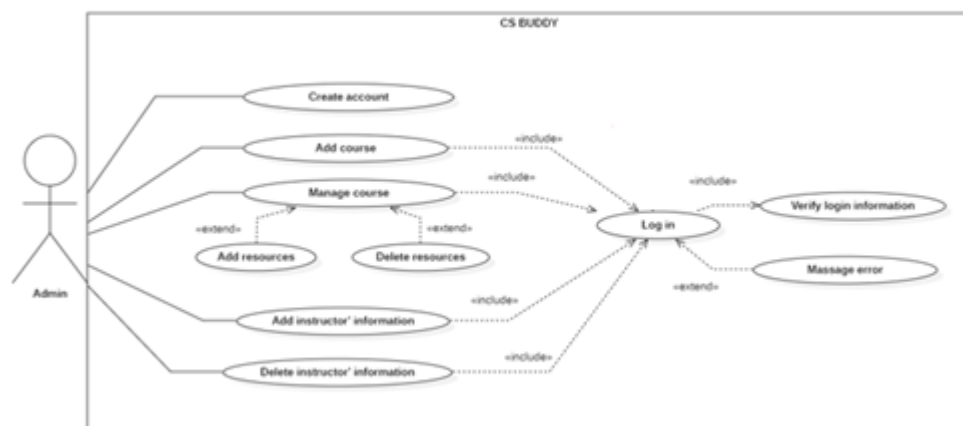 CS BUDDY
Create account
Add course
«include»
Manage course
«include»
«include»
Verify login information
Log in
«extend»
«extend»
Add resources
Delete resources
Massage error
«extend»
Admin
«include»
Add instructor' information
«include»
Delete instructor' information